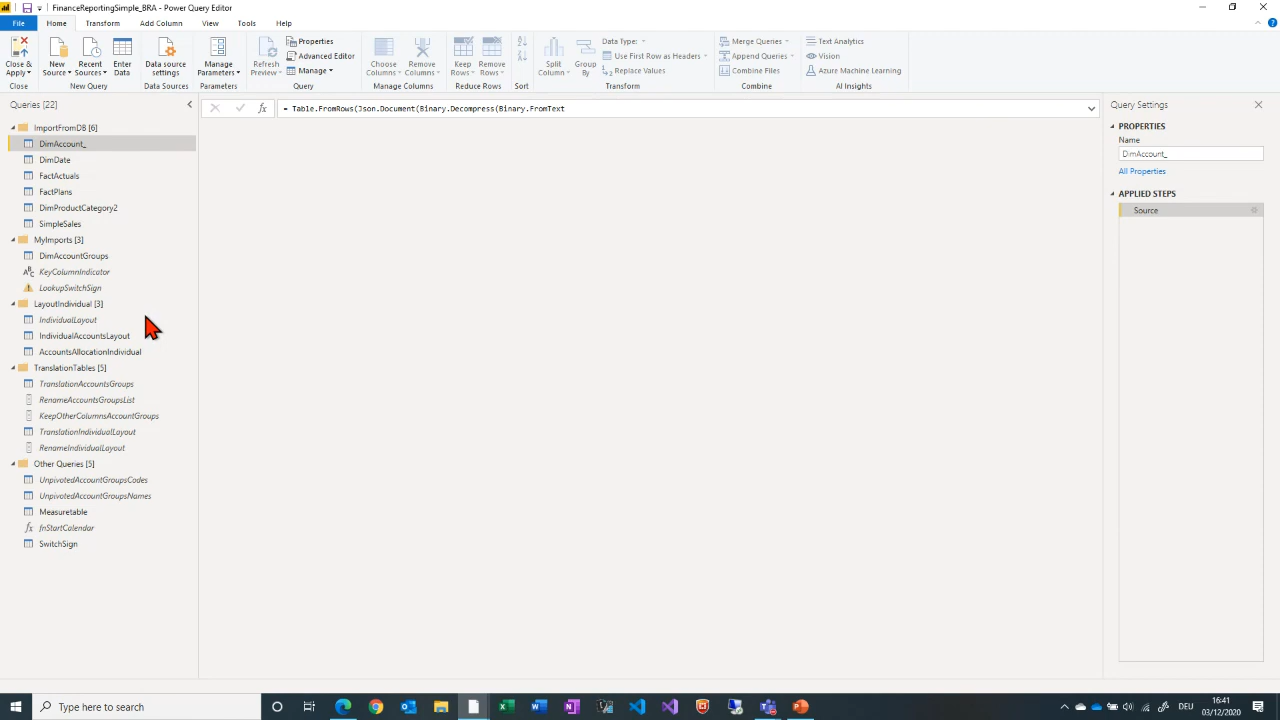 FinanceReportingSimple_BRA - Power Query Editor
File Home Transform Add Column View Tools Help
Close & Apply
New Source
Recent Sources
Enter Data
Data source settings
Manage Parameters
Refresh Preview
Properties
Advanced Editor
Manage
Choose Columns
Remove Columns
Keep Rows
Remove Rows
Split Column
Group By
Data Type:
Use First Row as Headers
Replace Values
Merge Queries
Append Queries
Combine Files
Text Analytics
Vision
Azure Machine Learning
Close New Query Data Sources Parameters Query Manage Columns Reduce Rows Sort Transform Combine AI Insights
Queries [22]
fx = Table.FromRows(Json.Document(Binary.Decompress(Binary.FromText
ImportFromDB [6]
DimAccount_
DimDate
FactActuals
FactPlans
DimProductCategory2
SimpleSales
MyImports [3]
DimAccountGroups
ABC KeyColumnIndicator
LookupSwitchSign
LayoutIndividual [3]
IndividualLayout
IndividualAccountsLayout
AccountsAllocationIndividual
TranslationTables [5]
TranslationAccountsGroups
RenameAccountsGroupsList
KeepOtherColumnsAccountGroups
TranslationIndividualLayout
RenameIndividualLayout
Other Queries [5]
UnpivotedAccountGroupsCodes
UnpivotedAccountGroupsNames
Measuretable
fx fnStartCalendar
SwitchSign
Query Settings
PROPERTIES
Name
DimAccount_
All Properties
APPLIED STEPS
Source
Type here to search
DEU
16:41
03/12/2020